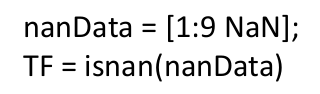 nanData = [1:9 NaN];
TF = isnan(nanData)